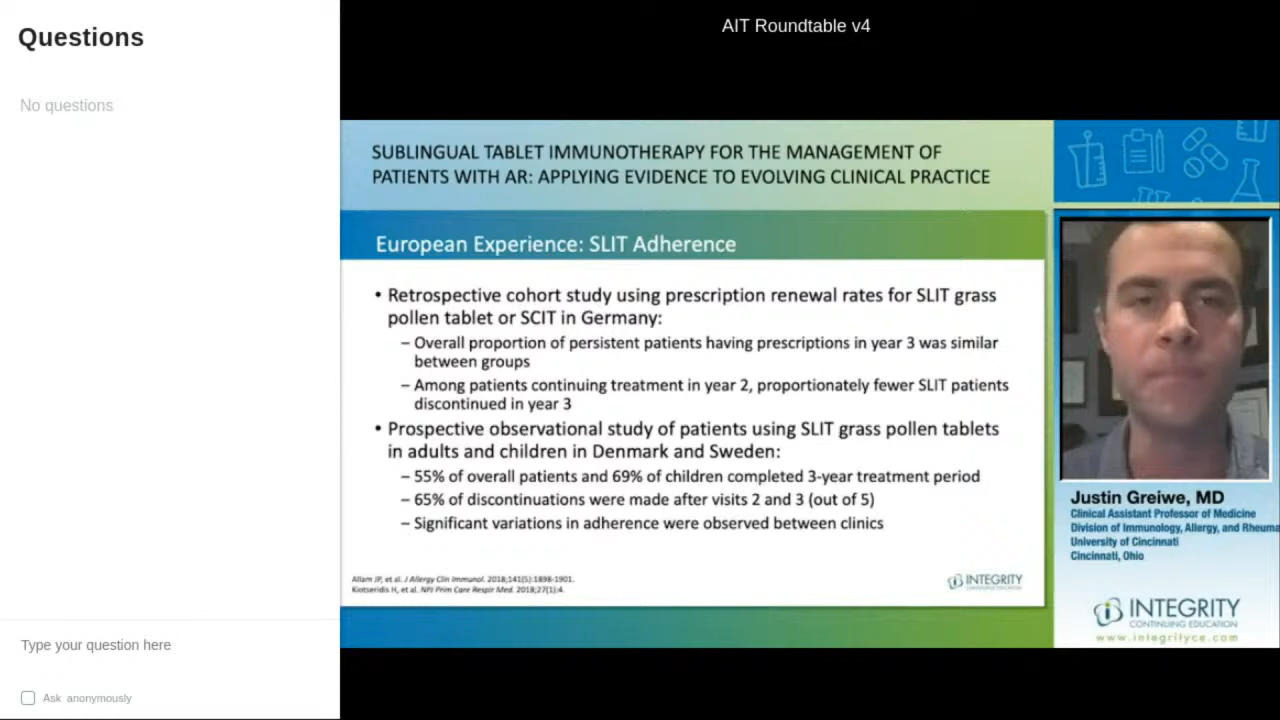 Questions
No questions
Type your question here
Ask anonymously
AIT Roundtable v4
SUBLINGUAL TABLET IMMUNOTHERAPY FOR THE MANAGEMENT OF
PATIENTS WITH AR: APPLYING EVIDENCE TO EVOLVING CLINICAL PRACTICE
European Experience: SLIT Adherence
• Retrospective cohort study using prescription renewal rates for SLIT grass
pollen tablet or SCIT in Germany:
– Overall proportion of persistent patients having prescriptions in year 3 was similar
between groups
– Among patients continuing treatment in year 2, proportionately fewer SLIT patients
discontinued in year 3
• Prospective observational study of patients using SLIT grass pollen tablets
in adults and children in Denmark and Sweden:
– 55% of overall patients and 69% of children completed 3-year treatment period
– 65% of discontinuations were made after visits 2 and 3 (out of 5)
– Significant variations in adherence were observed between clinics
Allam JP, et al. J Allergy Clin Immunol. 2018;141(5):1898-1901.
Kiotseridis H, et al. NPJ Prim Care Respir Med. 2018;27(1):4.
INTEGRITY
CONTINUING EDUCATION
Justin Greiwe, MD
Clinical Assistant Professor of Medicine
Division of Immunology, Allergy, and Rheuma
University of Cincinnati
Cincinnati, Ohio
INTEGRITY
CONTINUING EDUCATION
www.integrityce.com